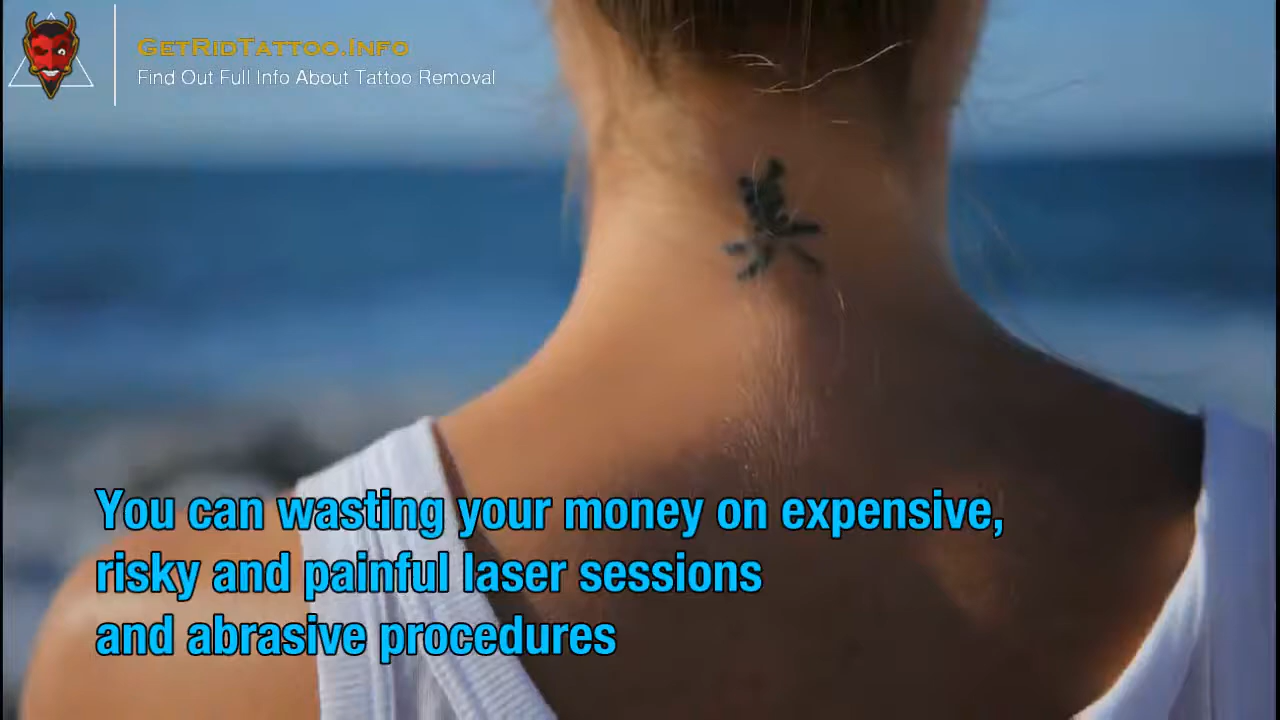 GetRidTattoo.Info
Find Out Full Info About Tattoo Removal
You can wasting your money on expensive,
risky and painful laser sessions
and abrasive procedures